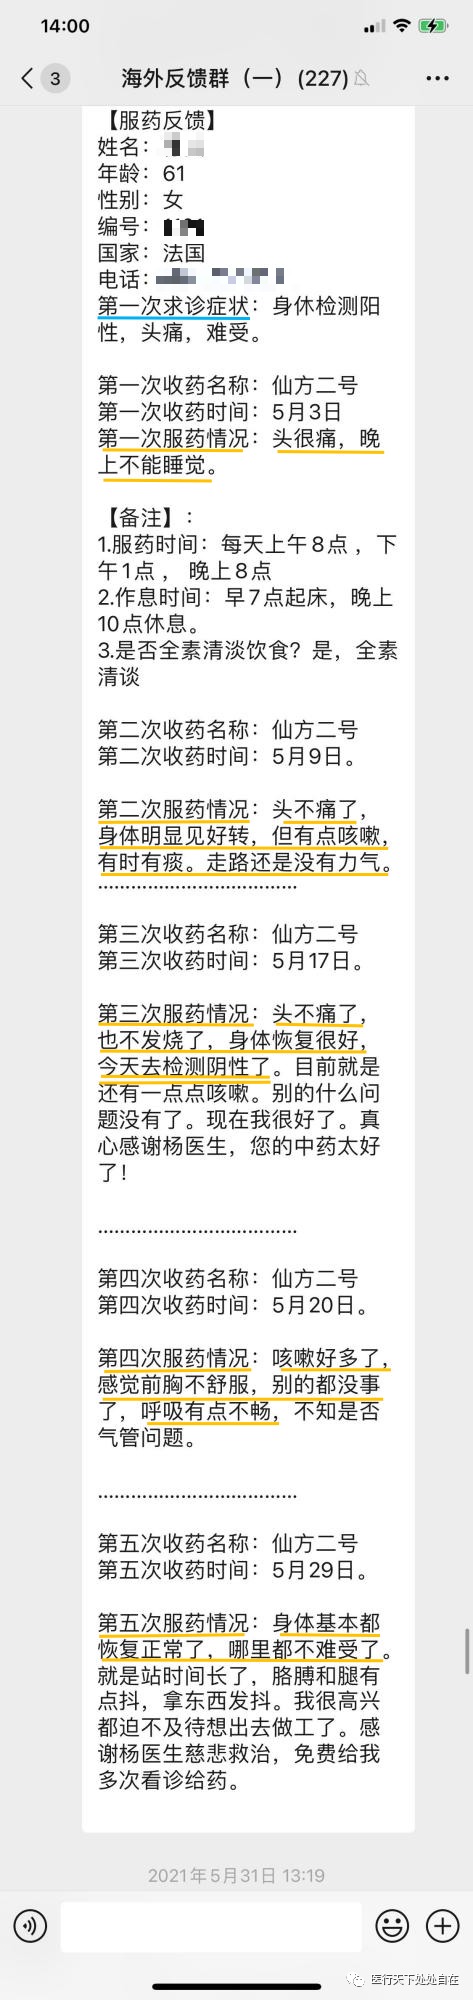 14:00
3
海外反馈群（一）(227)
【服药反馈】
姓名：
年龄：61
性别：女
编号：
国家：法国
电话：
第一次求诊症状：身休检测阳
性，头痛，难受。
第一次收药名称：仙方二号
第一次收药时间：5月3日
第一次服药情况：头很痛，晚
上不能睡觉。
【备注】：
1.服药时间：每天上午8点，下
午1点， 晚上8点
2.作息时间：早7点起床，晚上
10点休息。
3.是否全素清淡饮食？是，全素
清谈
第二次收药名称：仙方二号
第二次收药时间：5月9日。
第二次服药情况：头不痛了，
身体明显见好转，但有点咳嗽，
有时有痰。走路还是没有力气。
....................................
第三次收药名称：仙方二号
第三次收药时间：5月17日。
第三次服药情况：头不痛了，
也不发烧了，身体恢复很好，
今天去检测阴性了。目前就是
还有一点点咳嗽。别的什么问
题没有了。现在我很好了。真
心感谢杨医生，您的中药太好
了！
....................................
第四次收药名称：仙方二号
第四次收药时间：5月20日。
第四次服药情况：咳嗽好多了，
感觉前胸不舒服，别的都没事
了，呼吸有点不畅，不知是否
气管问题。
....................................
第五次收药名称：仙方二号
第五次收药时间：5月29日。
第五次服药情况：身体基本都
恢复正常了，哪里都不难受了。
就是站时间长了，胳膊和腿有
点抖，拿东西发抖。我很高兴
都迫不及待想出去做工了。感
谢杨医生慈悲救治，免费给我
多次看诊给药。
2021年5月31日 13:19
医行天下处处自在